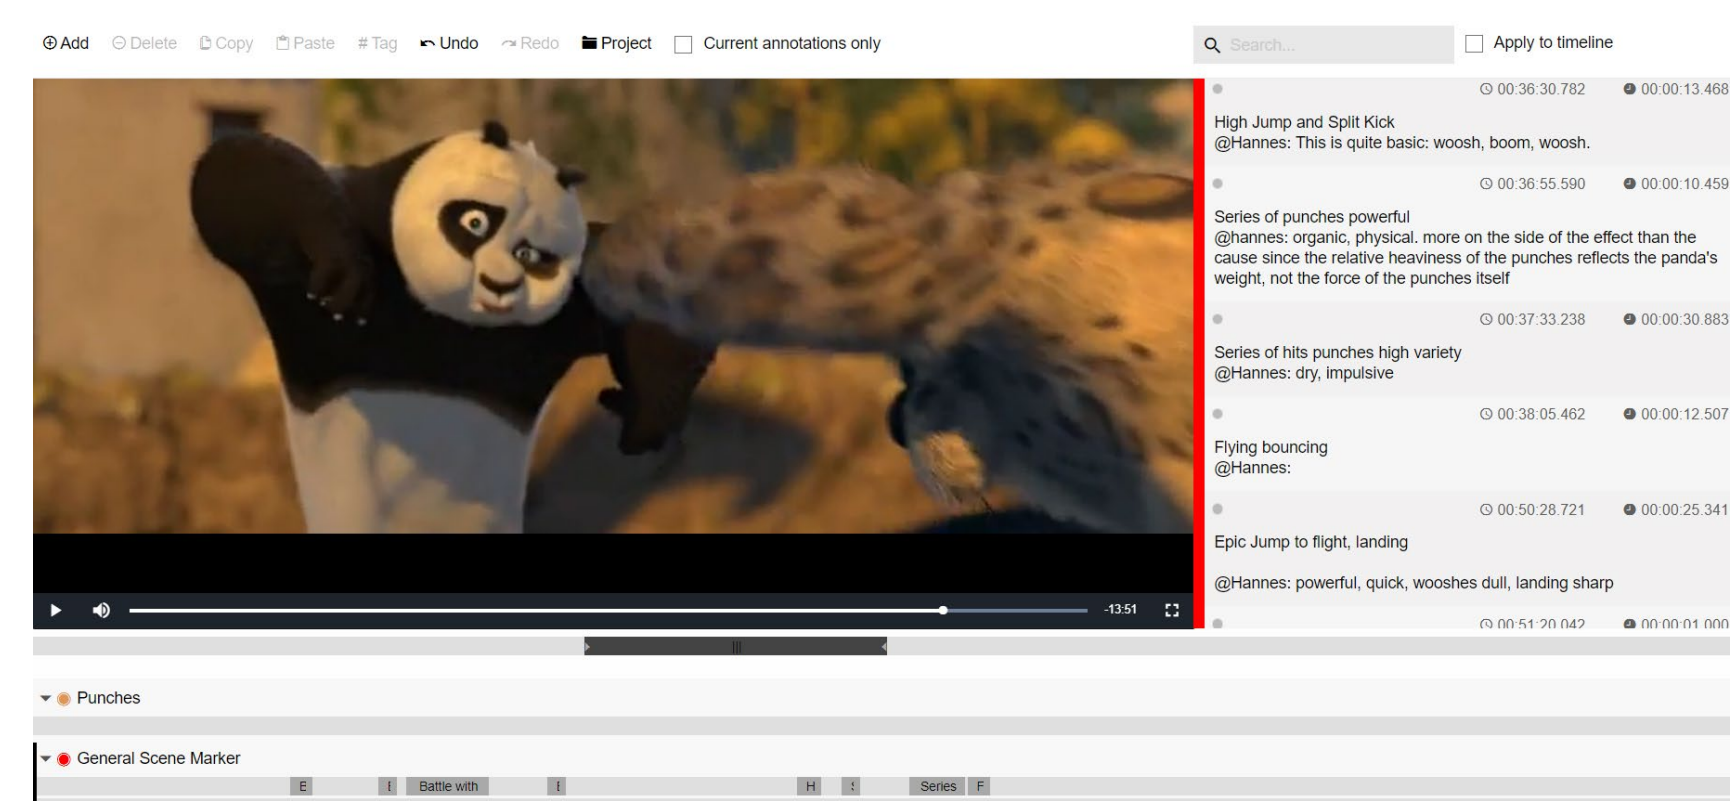 Add Delete Copy Paste # Tag Undo Redo Project Current annotations only Search... Apply to timeline
00:36:30.782 00:00:13.468
High Jump and Split Kick
@Hannes: This is quite basic: woosh, boom, woosh.
00:36:55.590 00:00:10.459
Series of punches powerful
@hannes: organic, physical. more on the side of the effect than the
cause since the relative heaviness of the punches reflects the panda's
weight, not the force of the punches itself
00:37:33.238 00:00:30.883
Series of hits punches high variety
@Hannes: dry, impulsive
00:38:05.462 00:00:12.507
Flying bouncing
@Hannes:
00:50:28.721 00:00:25.341
Epic Jump to flight, landing
@Hannes: powerful, quick, wooshes dull, landing sharp
00:51:20.042 00:00:01.000
-13:51
Punches
General Scene Marker
E Battle with H Series F